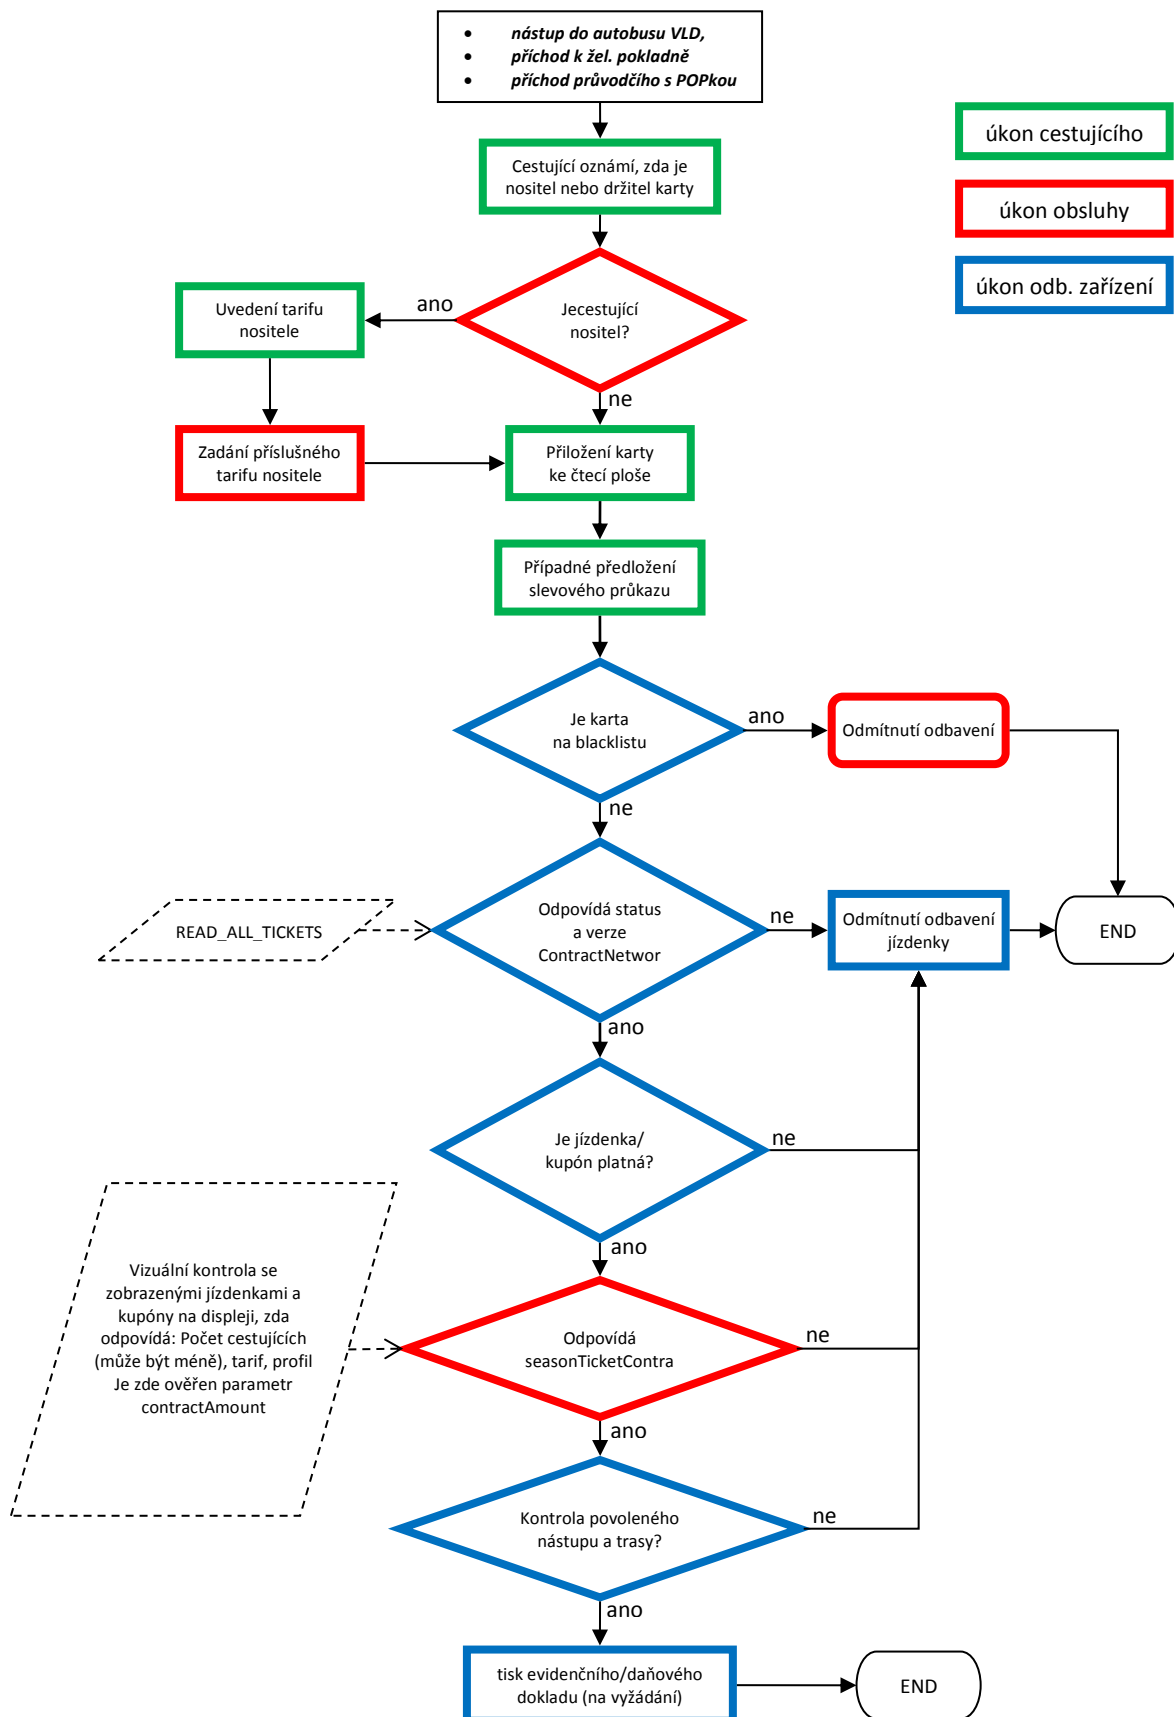 • nástup do autobusu VLD,
• příchod k žel. pokladně
• příchod průvodčího s POPkou
úkon cestujícího
úkon obsluhy
úkon odb. zařízení
Cestující oznámí, zda je
nositel nebo držitel karty
Jecestující
nositel?
ano
ne
Uvedení tarifu
nositele
Zadání příslušného
tarifu nositele
Přiložení karty
ke čtecí ploše
Případné předložení
slevového průkazu
Je karta
na blacklistu
ano
ne
Odmítnutí odbavení
READ_ALL_TICKETS
Odpovídá status
a verze
ContractNetwor
ne
ano
Odmítnutí odbavení
jízdenky
END
Je jízdenka/
kupón platná?
ne
ano
Vizuální kontrola se
zobrazenými jízdenkami a
kupóny na displeji, zda
odpovídá: Počet cestujících
(může být méně), tarif, profil
Je zde ověřen parametr
contractAmount
Odpovídá
seasonTicketContra
ne
ano
Kontrola povoleného
nástupu a trasy?
ne
ano
tisk evidenčního/daňového
dokladu (na vyžádání)
END